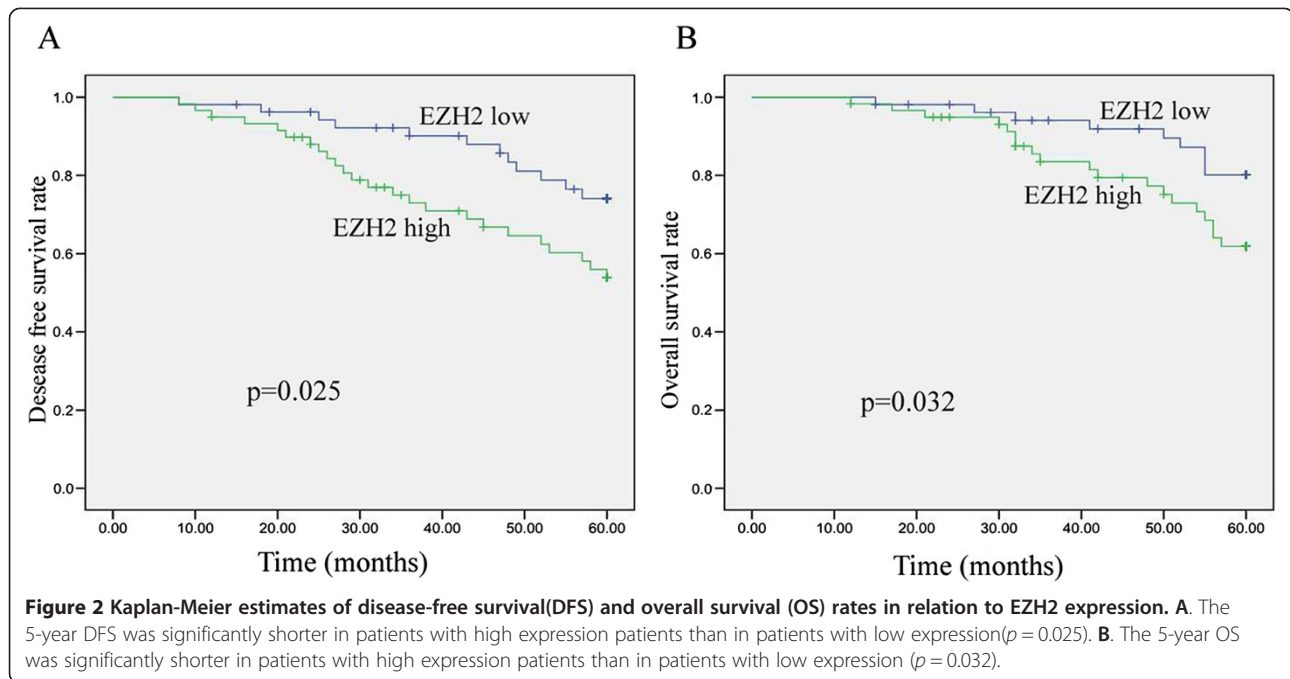 A
1.0
0.8
0.6
0.4
0.2
0.0
Desease free survival rate
EZH2 low
EZH2 high
p=0.025
0.00 10.00 20.00 30.00 40.00 50.00 60.00
Time (months)
B
1.0
0.8
0.6
0.4
0.2
0.0
Overall survival rate
EZH2 low
EZH2 high
p=0.032
0.00 10.00 20.00 30.00 40.00 50.00 60.00
Time (months)
Figure 2 Kaplan-Meier estimates of disease-free survival(DFS) and overall survival (OS) rates in relation to EZH2 expression. A. The
5-year DFS was significantly shorter in patients with high expression patients than in patients with low expression(p = 0.025). B. The 5-year OS
was significantly shorter in patients with high expression patients than in patients with low expression (p = 0.032).